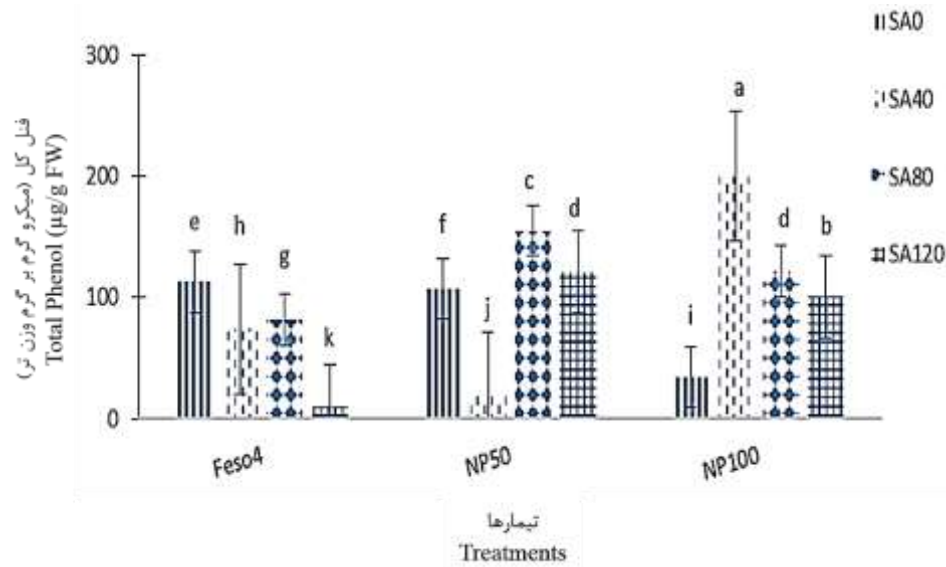 SA0
SA40
SA80
SA120
فنل کل (میکرو گرم بر گرم وزن تر)
Total Phenol (µg/g FW)
300
200
100
0
e
h
g
k
f
j
c
d
i
a
d
b
Feso4
NP50
NP100
تیمارها
Treatments